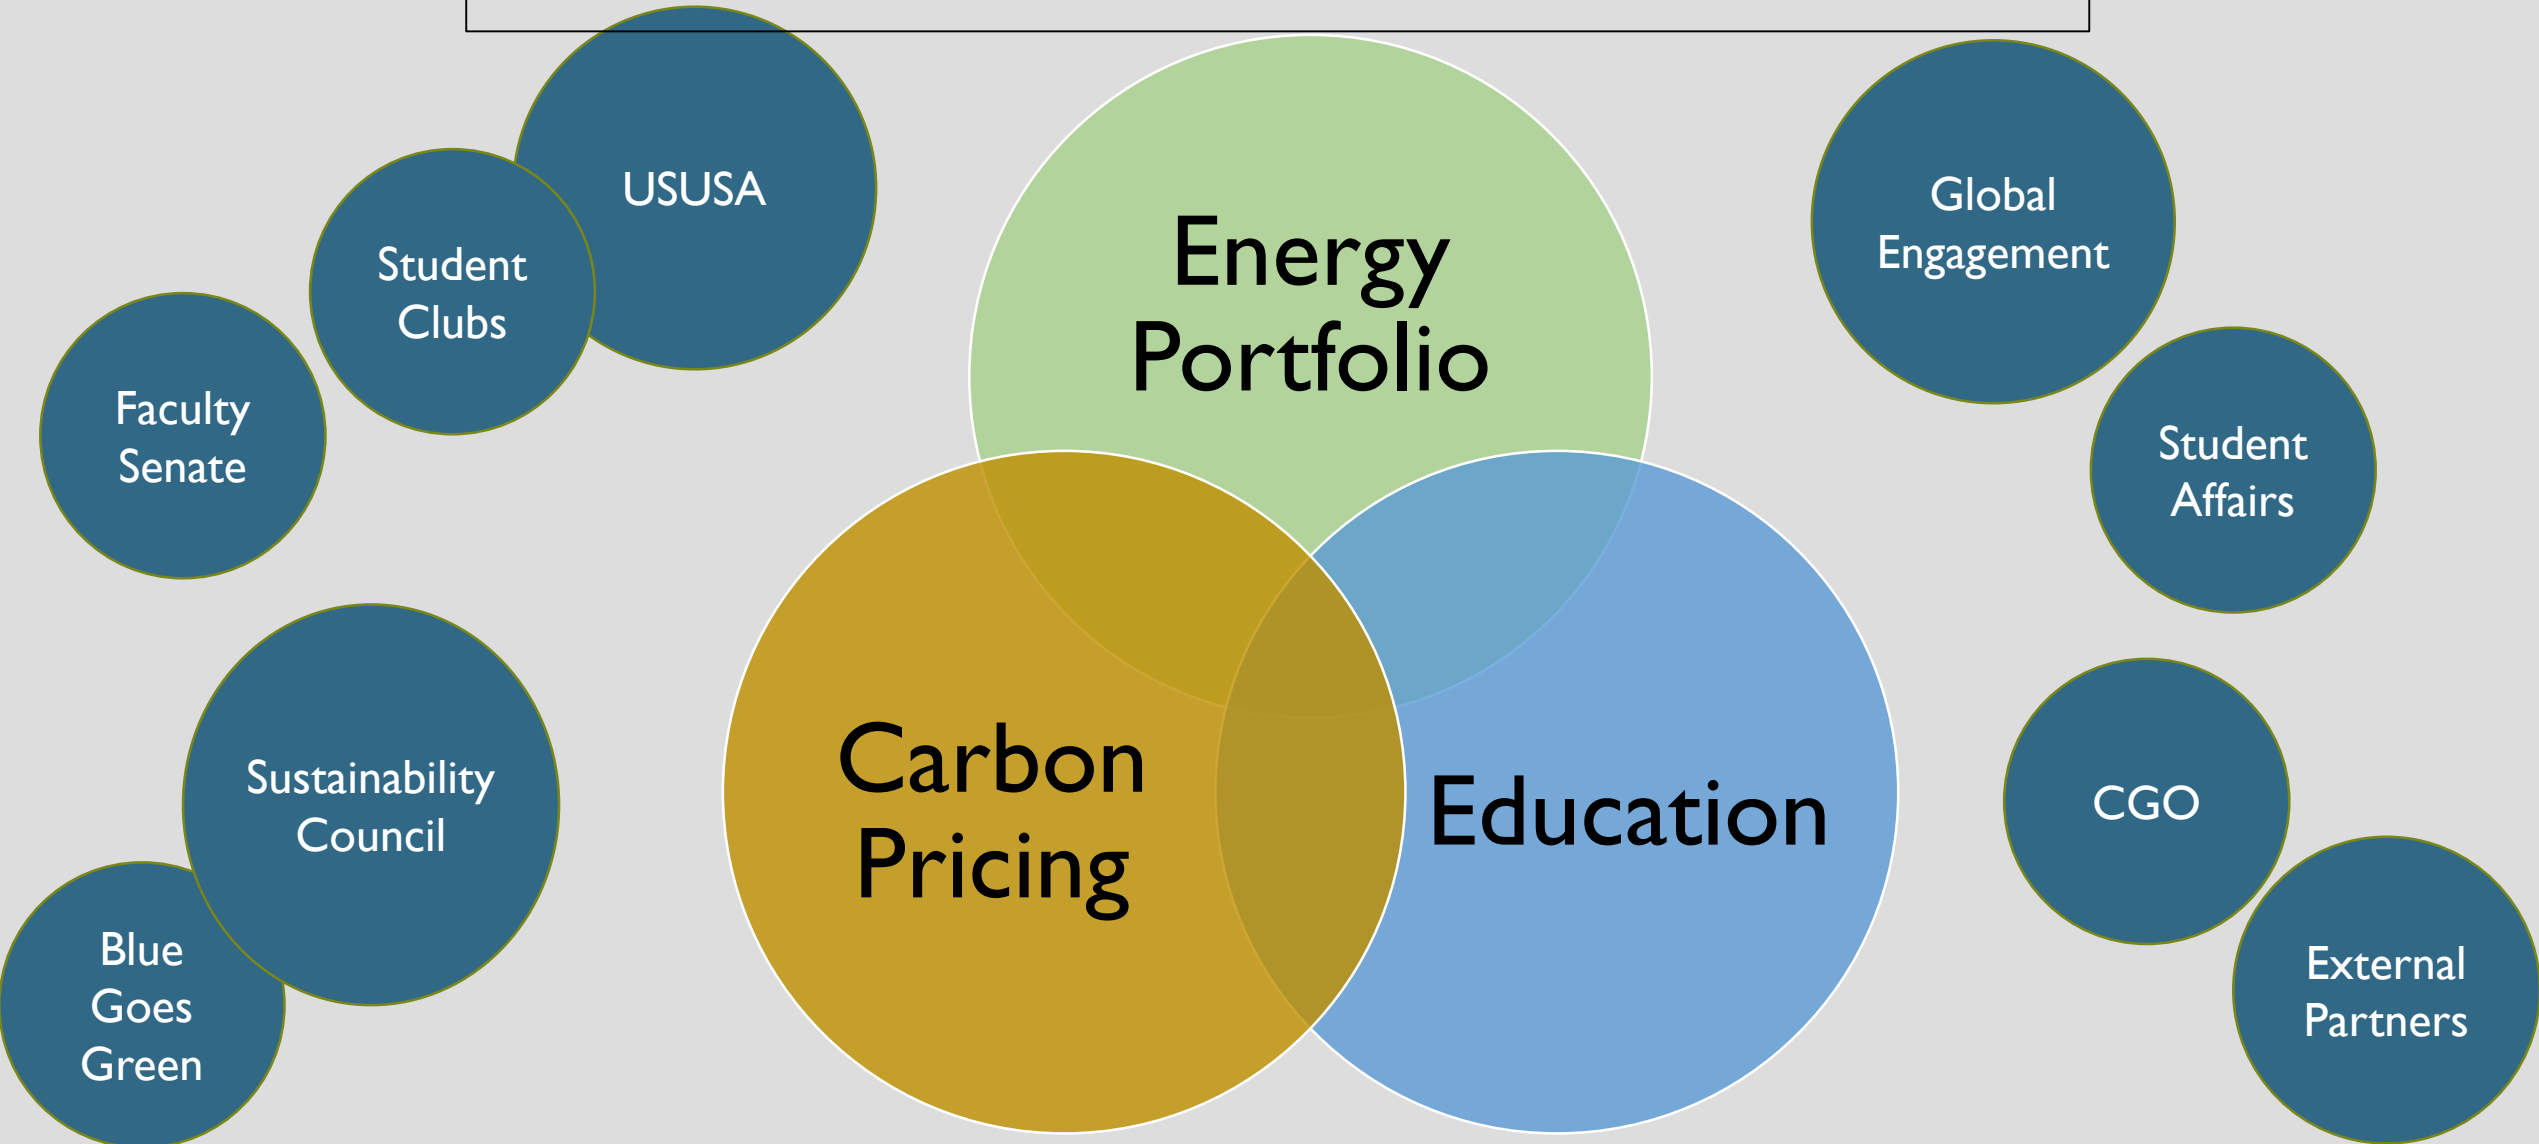 USUSA
Student
Clubs
Faculty
Senate
Sustainability
Council
Blue
Goes
Green
Energy
Portfolio
Carbon
Pricing
Education
Global
Engagement
Student
Affairs
CGO
External
Partners